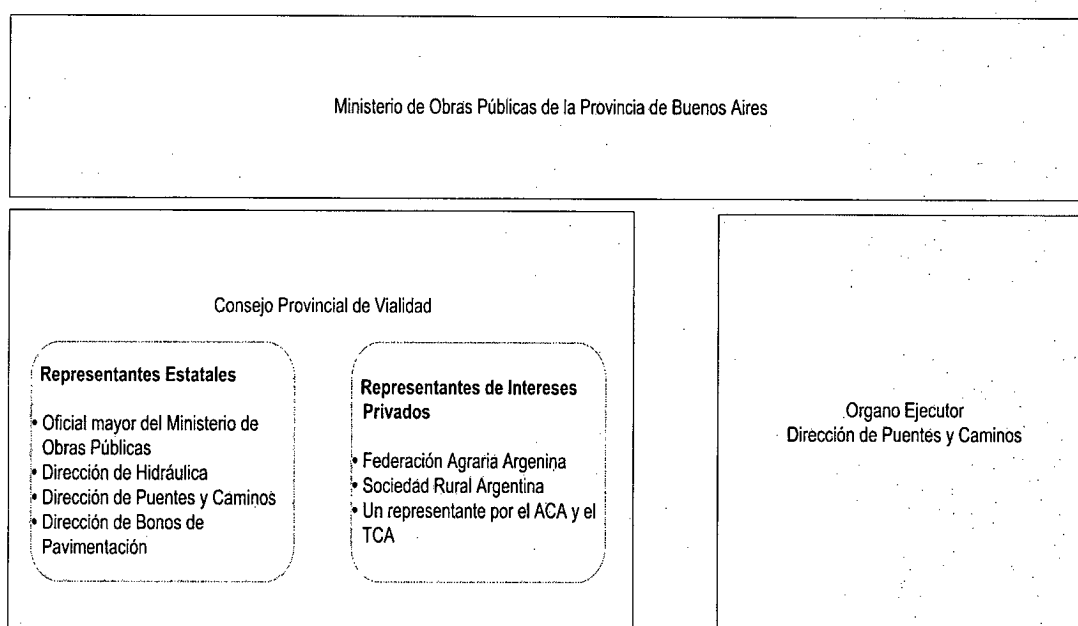 Ministerio de Obras Públicas de la Provincia de Buenos Aires
Consejo Provincial de Vialidad
Representantes Estatales
• Oficial mayor del Ministerio de
Obras Públicas
• Dirección de Hidráulica
• Dirección de Puentes y Caminos
• Dirección de Bonos de
Pavimentación
Representantes de Intereses
Privados
• Federación Agraria Argenina
• Sociedad Rural Argentina
• Un representante por el ACA y el
TCA
Organo Ejecutor
Dirección de Puentes y Caminos